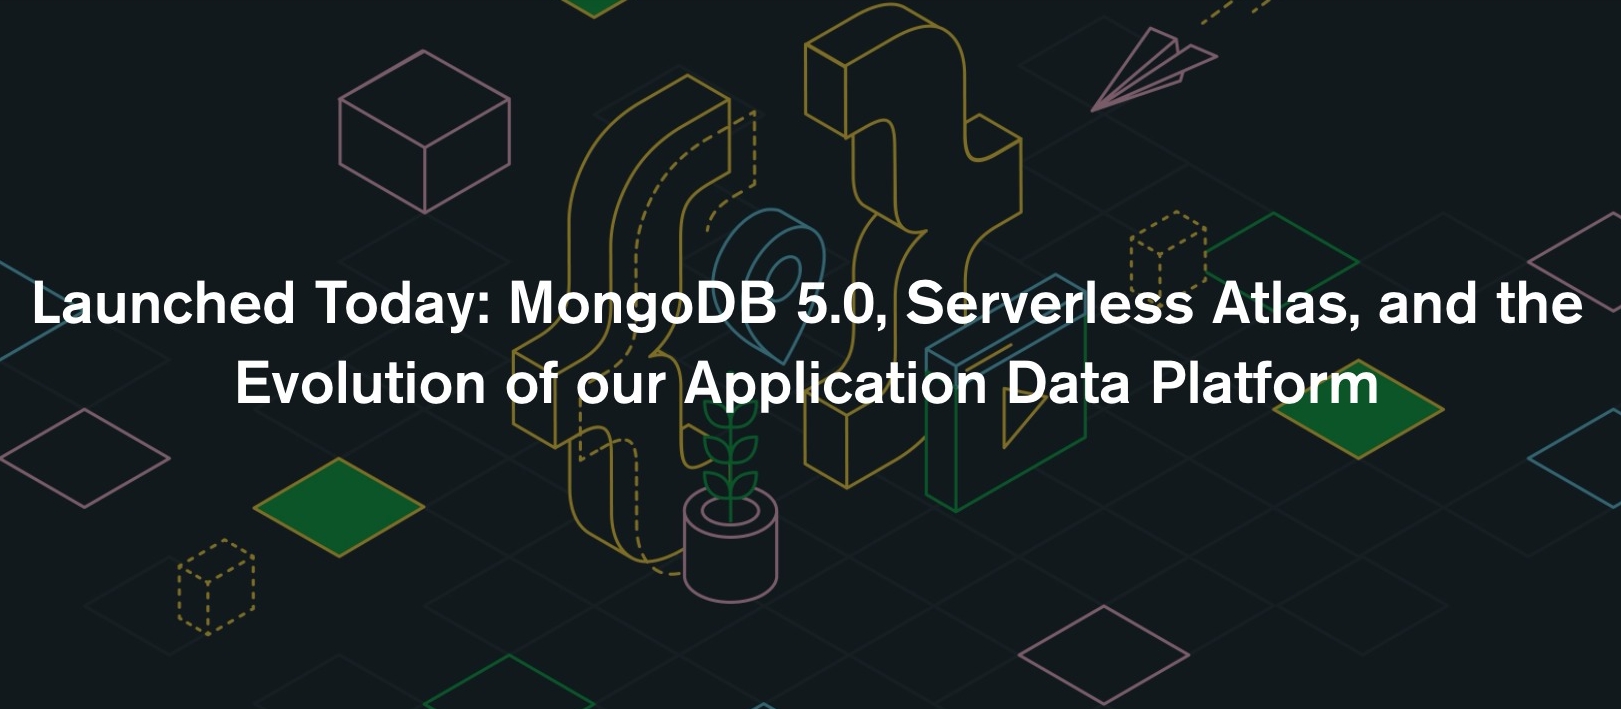 Launched Today: MongoDB 5.0, Serverless Atlas, and the
Evolution of our Application Data Platform